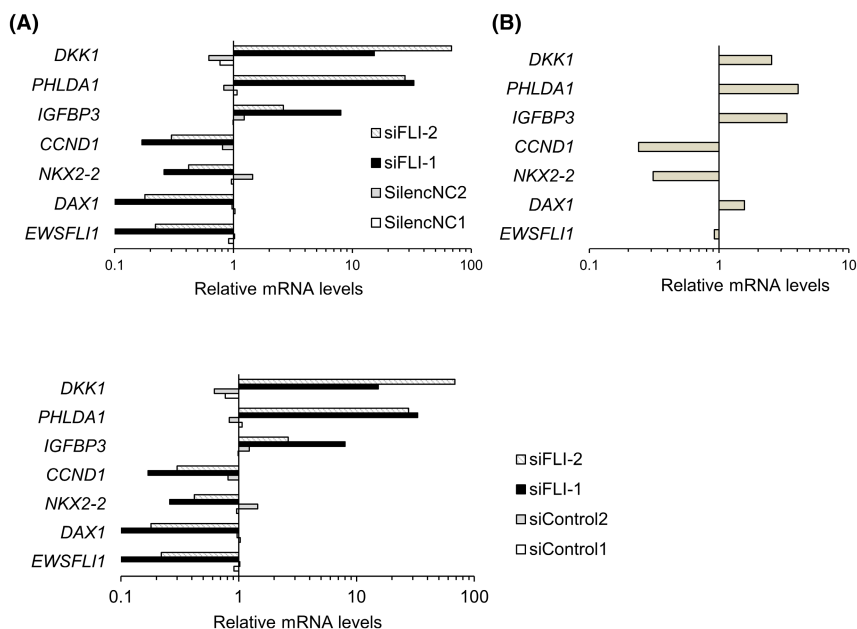 (A)
DKK1
PHLDA1
IGFBP3
CCND1
NKX2-2
DAX1
EWSFLI1
siFLI-2
siFLI-1
SilencNC2
SilencNC1
0.1 1 10 100
Relative mRNA levels
(B)
DKK1
PHLDA1
IGFBP3
CCND1
NKX2-2
DAX1
EWSFLI1
0.1 1 10
Relative mRNA levels
DKK1
PHLDA1
IGFBP3
CCND1
NKX2-2
DAX1
EWSFLI1
siFLI-2
siFLI-1
siControl2
siControl1
0.1 1 10 100
Relative mRNA levels